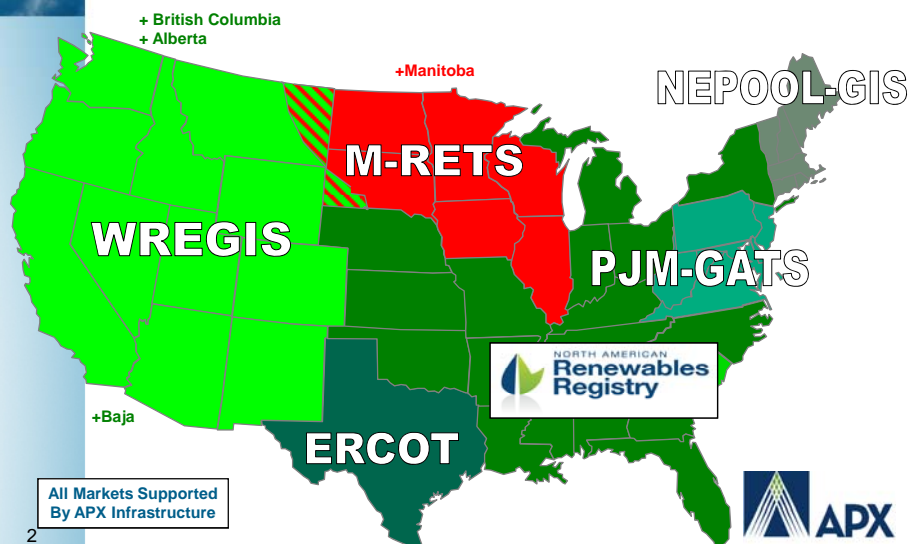 + British Columbia
+ Alberta
+Manitoba
NEPOOL-GIS
M-RETS
WREGIS
PJM-GATS
NORTH AMERICAN
Renewables
Registry
+Baja
ERCOT
All Markets Supported
By APX Infrastructure
APX
2